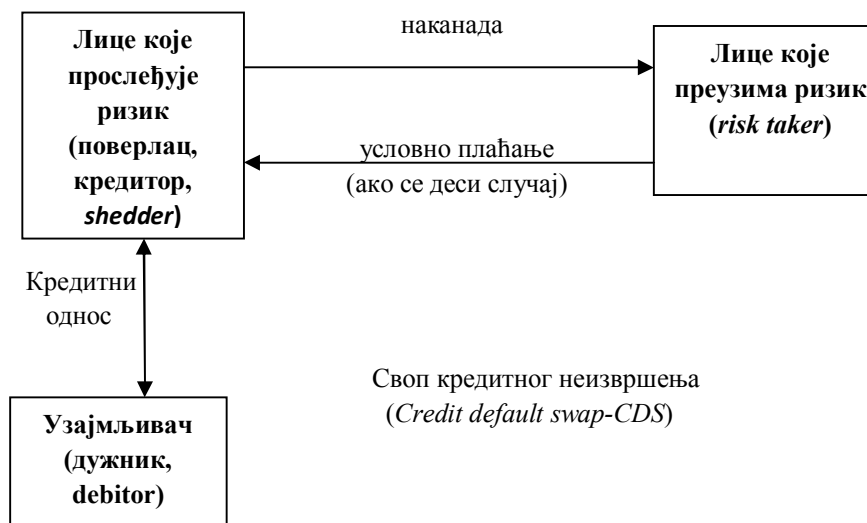 Лице које
прослеђује
ризик
(поверлац,
кредитор,
shedder)
наканада
Лице које
преузима ризик
(risk taker)
условно плаћање
(ако се деси случај)
Кредитни
однос
Своп кредитног неизвршења
(Credit default swap-CDS)
Узајмљивач
(дужник,
debitor)